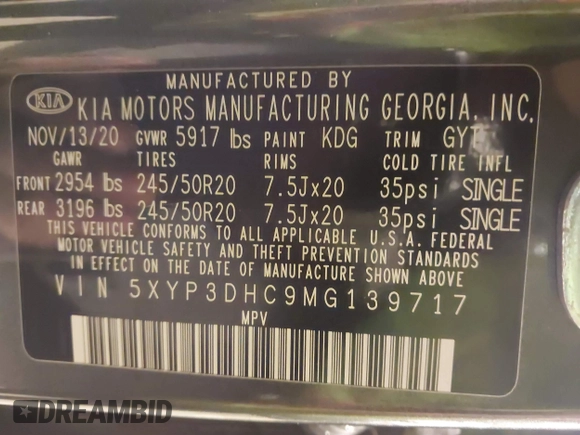 MANUFACTURED BY
KIA KIA MOTORS MANUFACTURING GEORGIA, INC.
NOV/13/20 GVWR 5917 lbs PAINT KDG TRIM GYT
GAWR TIRES RIMS COLD TIRE INFL
FRONT 2954 lbs 245/50R20 7.5Jx20 35psi SINGLE
REAR 3196 lbs 245/50R20 7.5Jx20 35psi SINGLE
THIS VEHICLE CONFORMS TO ALL APPLICABLE U.S.A. FEDERAL
MOTOR VEHICLE SAFETY AND THEFT PREVENTION STANDARDS
IN EFFECT ON THE DATE OF MANUFACTURE SHOWN ABOVE.
VIN 5XYP3DHC9MG139717
MPV
DREAMBID